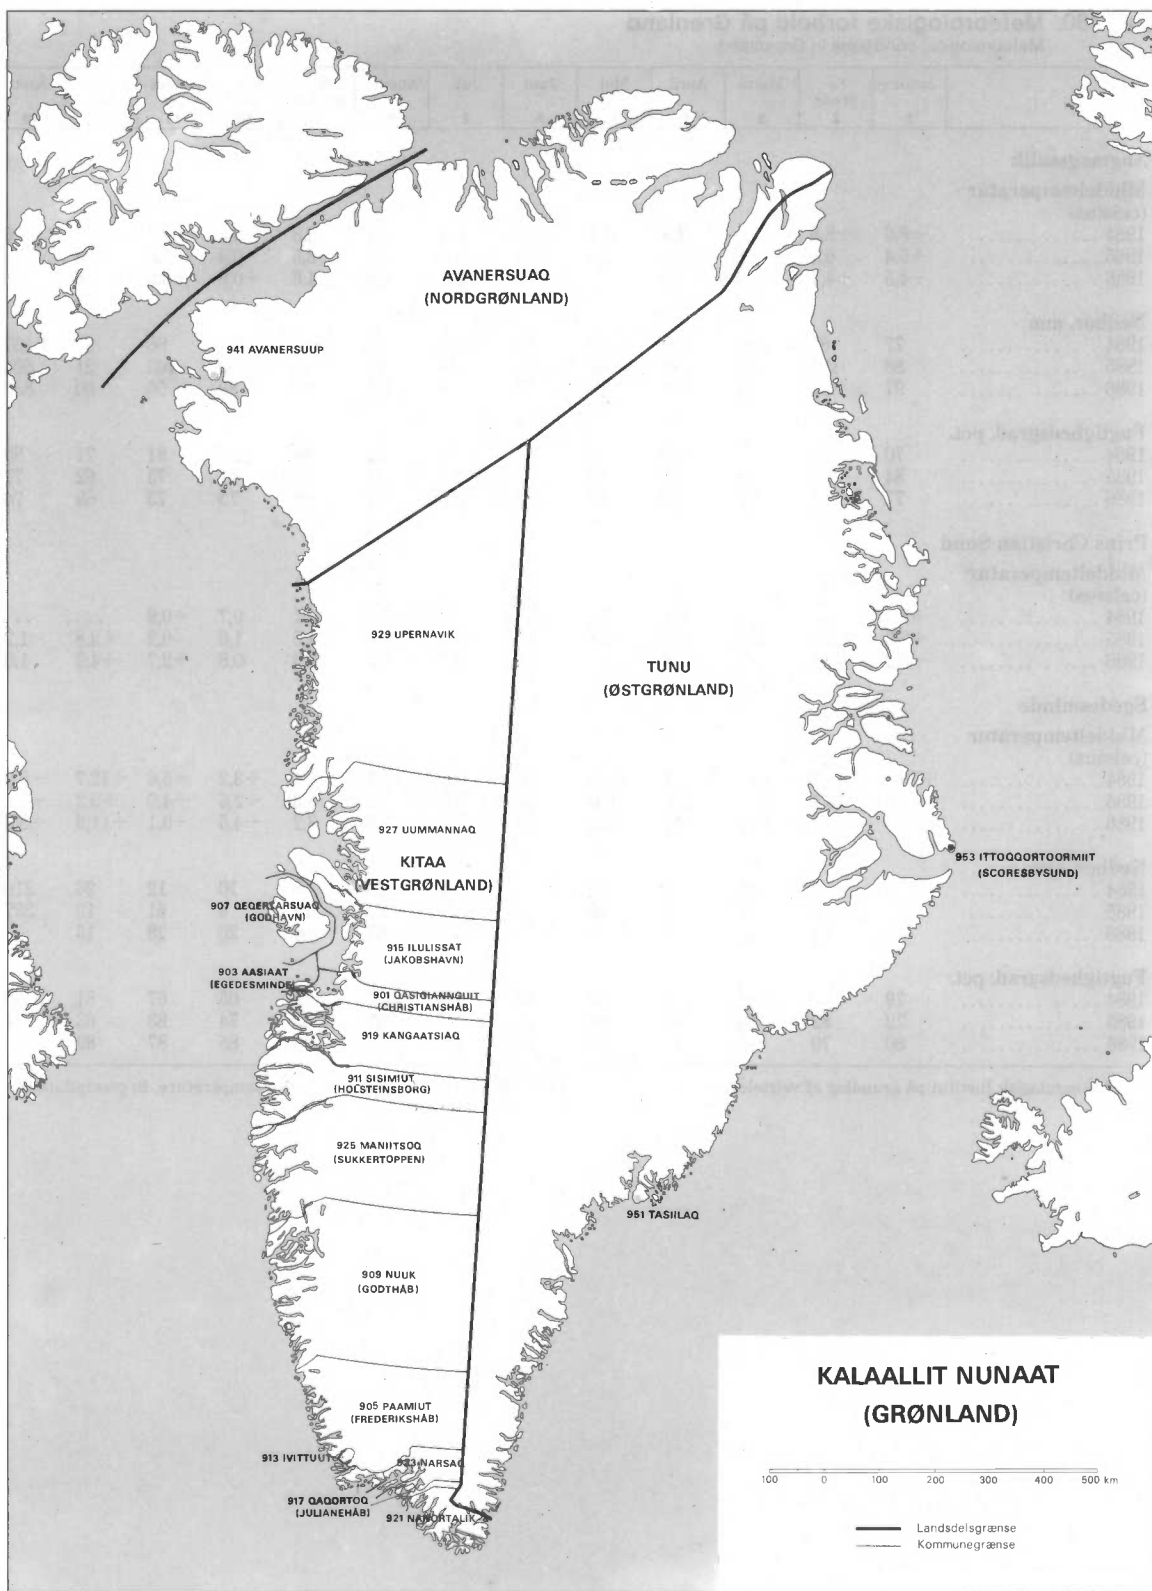 AVANERSUAQ
(NORDGRØNLAND)
941 AVANERSUUP
929 UPERNAVIK
TUNU
(ØSTGRØNLAND)
927 UUMMANNAQ
KITAA
(VESTGRØNLAND)
953 ITTOQQORTOORMIIT
(SCORESBYSUND)
907 QEQERTARSUAQ
(GODHAVN)
915 ILULISSAT
(JAKOBSHAVN)
903 AASIAAT
(EGEDESMINDE)
901 QASIGIANNGUIT
(CHRISTIANSHÅB)
919 KANGAATSIAQ
911 SISIMIUT
(HOLSTEINSBORG)
925 MANIITSOQ
(SUKKERTOPPEN)
951 TASIILAQ
909 NUUK
(GODTHÅB)
905 PAAMIUT
(FREDERIKSHÅB)
913 IVITTUUT
923 NARSAQ
917 QAQORTOQ
(JULIANEHÅB)
921 NANORTALIK
KALAALLIT NUNAAT
(GRØNLAND)
100 0 100 200 300 400 500 km
Landsdelsgrænse
Kommunegrænse